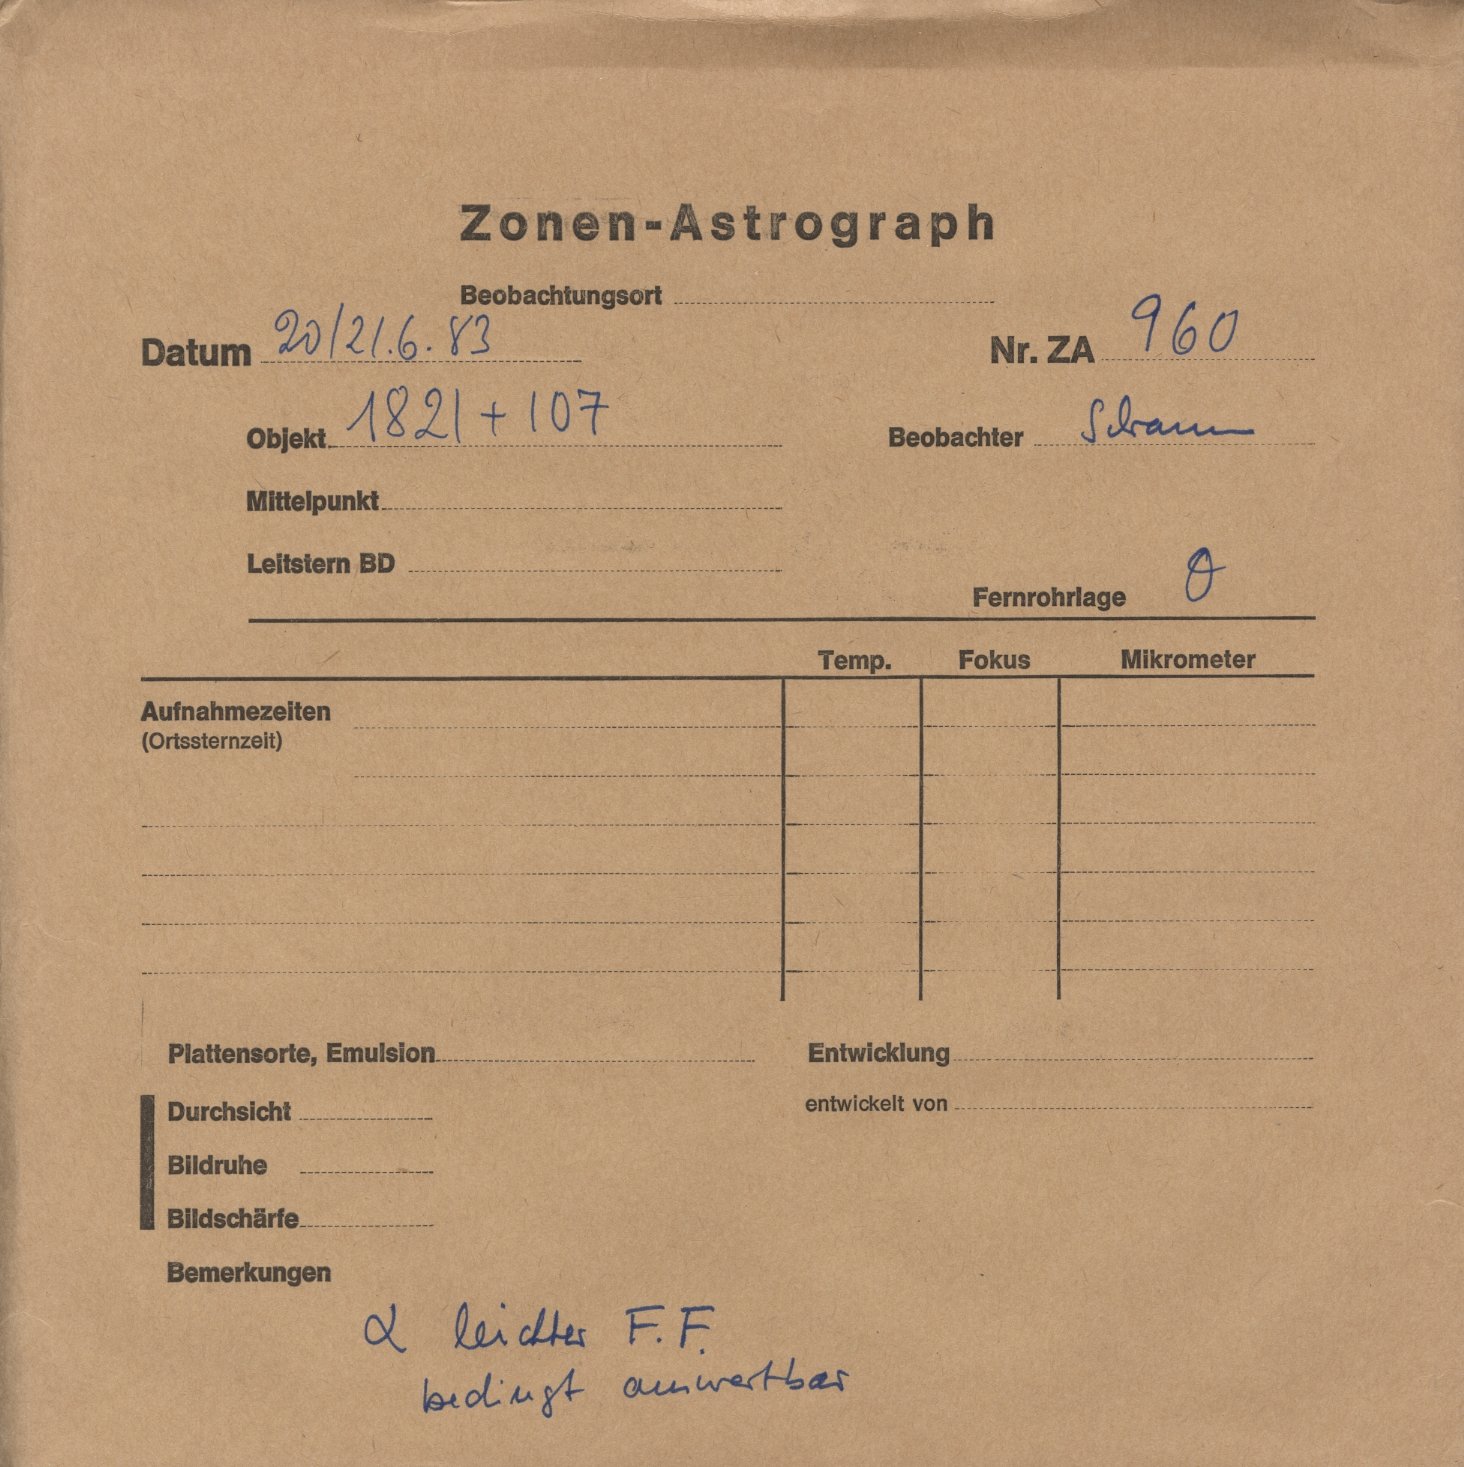 Zonen-Astrograph
Beobachtungsort
Datum 20/21.6.83
Nr. ZA 960
Objekt 1821+107
Beobachter Schramm
Mittelpunkt
Leitstern BD
Fernrohrlage O
Temp. Fokus Mikrometer
Aufnahmezeiten
(Ortssternzeit)
Plattensorte, Emulsion
Entwicklung
Durchsicht
entwickelt von
Bildruhe
Bildschärfe
Bemerkungen
α leichter F.F.
bedingt auswertbar